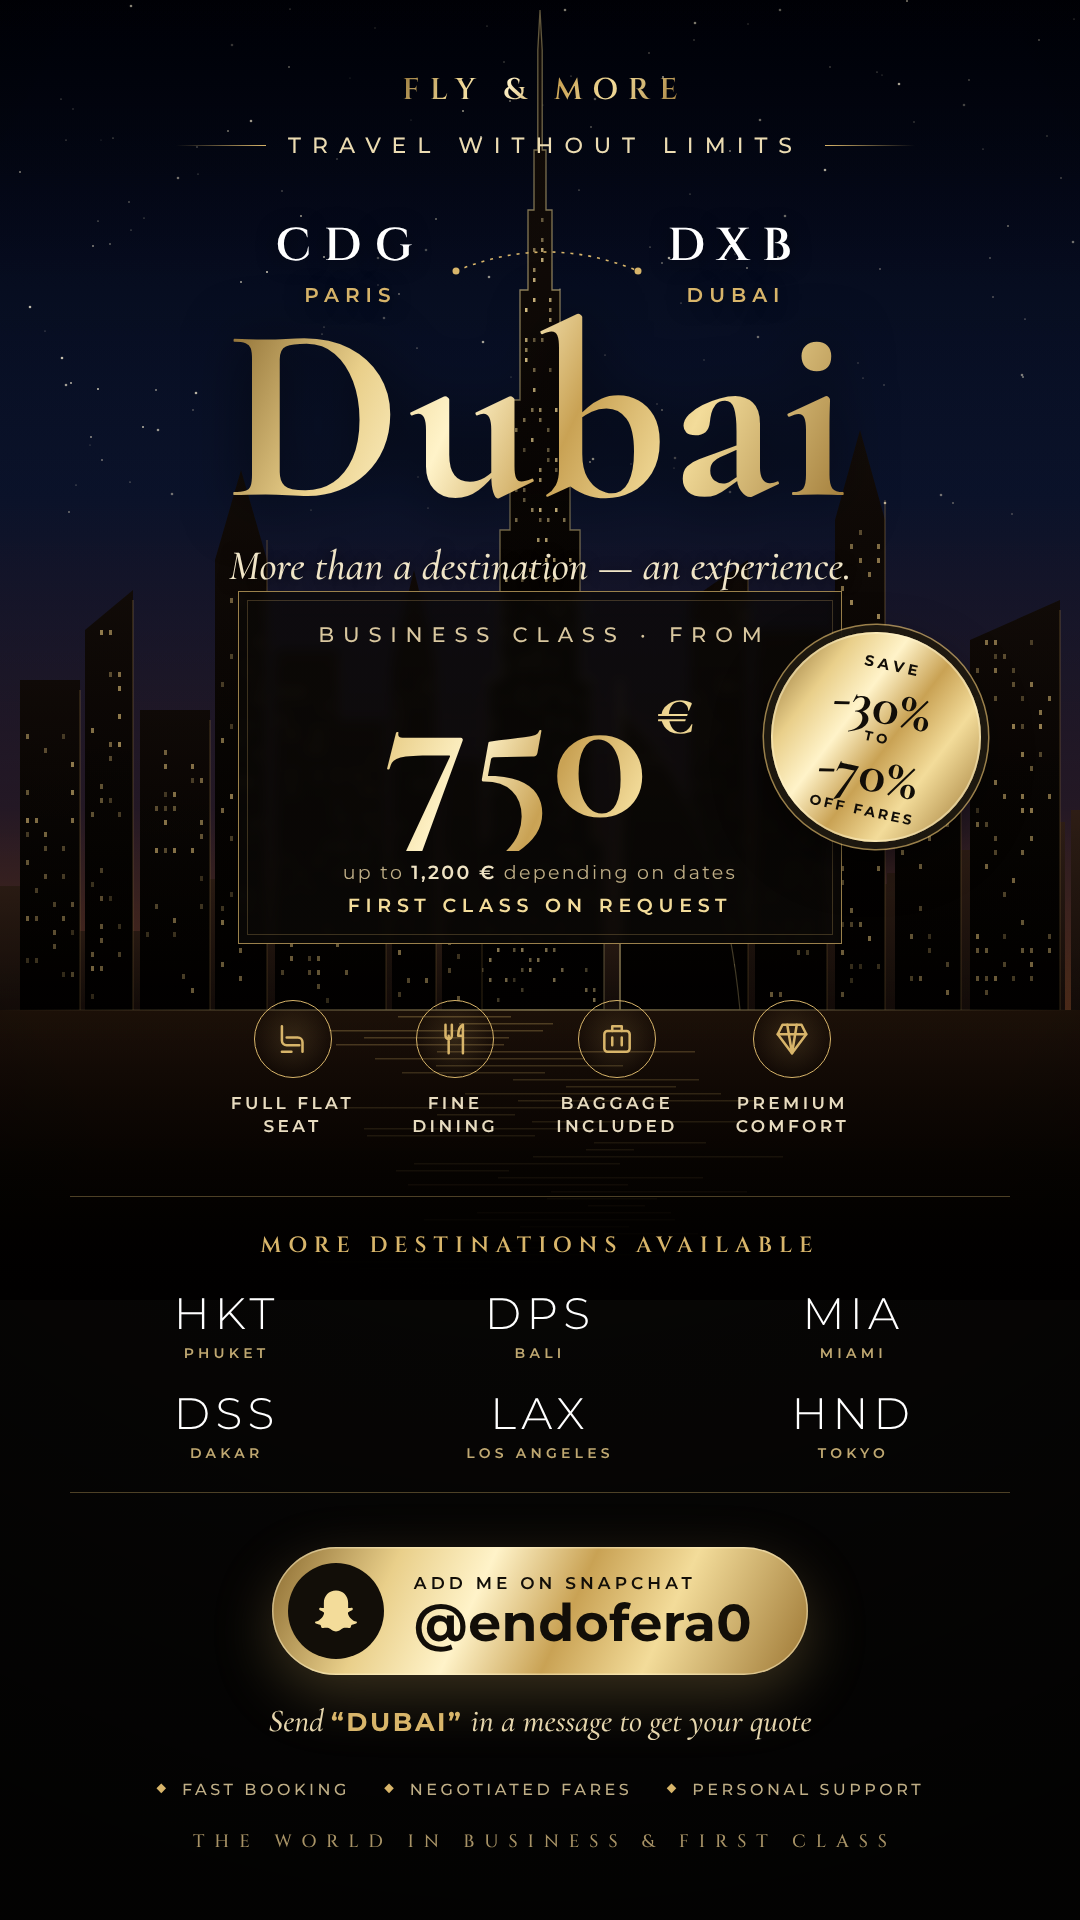 FLY & MORE
TRAVEL WITHOUT LIMITS
CDG DXB
PARIS DUBAI
Dubai
More than a destination — an experience.
BUSINESS CLASS · FROM
750 €
up to 1,200 € depending on dates
FIRST CLASS ON REQUEST
SAVE
-30%
TO
-70%
OFF FARES
FULL FLAT
SEAT
FINE
DINING
BAGGAGE
INCLUDED
PREMIUM
COMFORT
MORE DESTINATIONS AVAILABLE
HKT DPS MIA
PHUKET BALI MIAMI
DSS LAX HND
DAKAR LOS ANGELES TOKYO
ADD ME ON SNAPCHAT
@endofera0
Send “DUBAI” in a message to get your quote
FAST BOOKING NEGOTIATED FARES PERSONAL SUPPORT
THE WORLD IN BUSINESS & FIRST CLASS